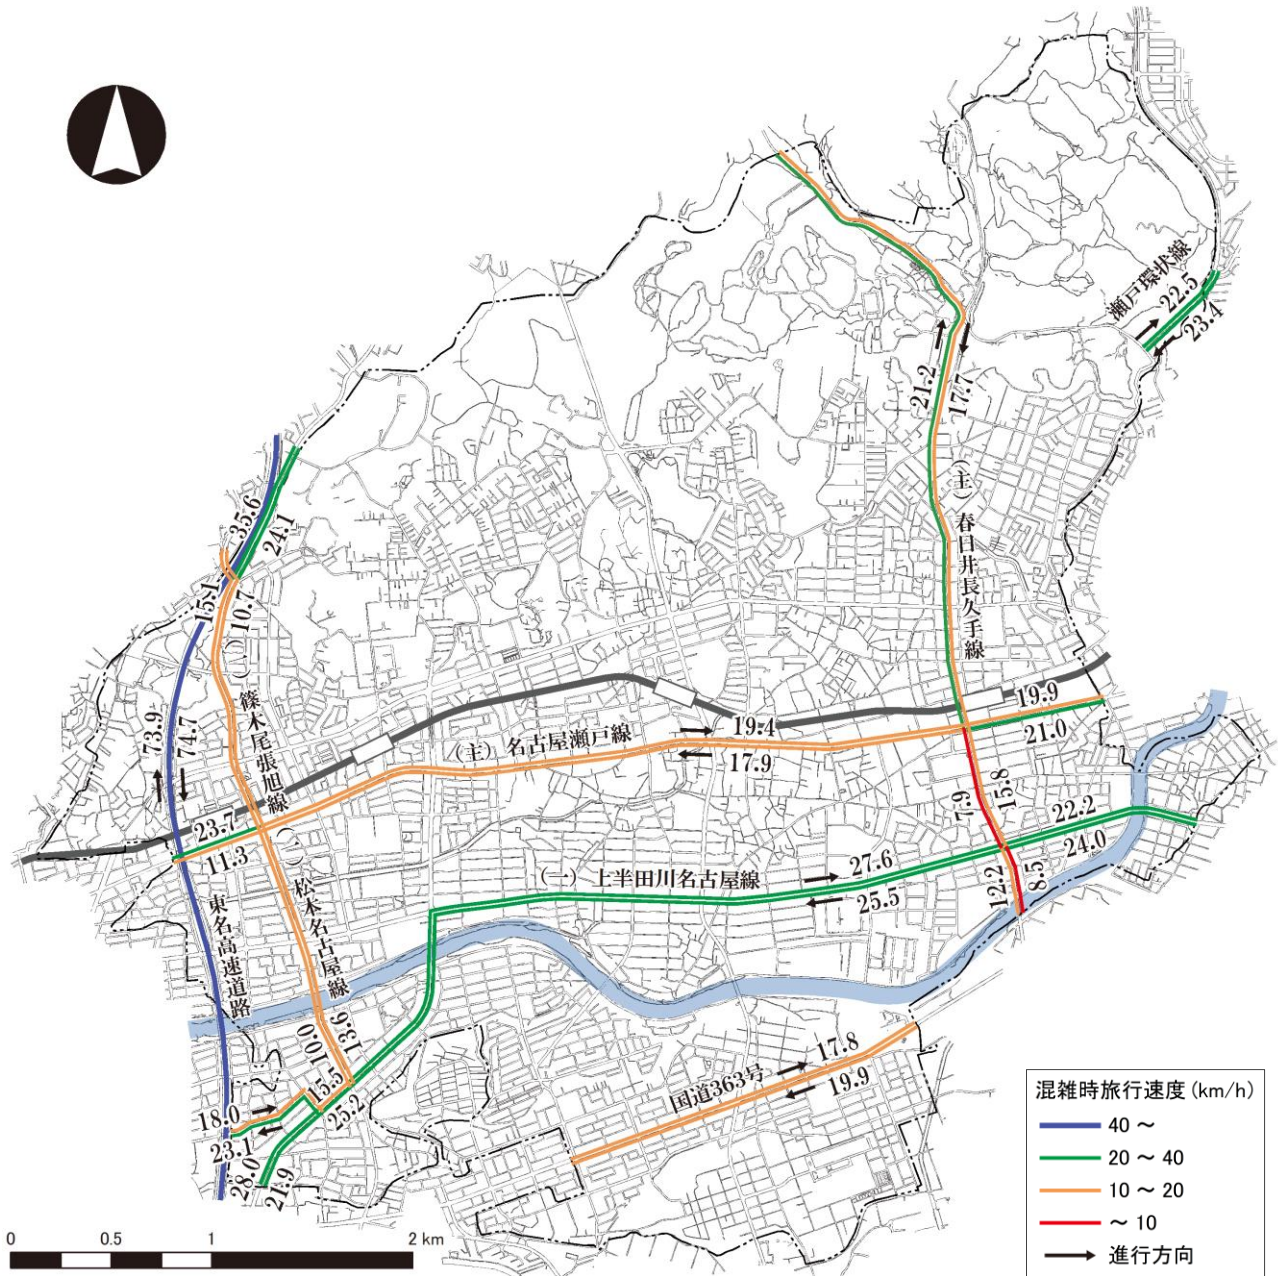 瀬戸環状線
22.5
23.4
21.2
17.7
(主)春日井長久手線
35.6
24.1
15.1
10.7
(一)篠木尾張旭線
73.9
74.7
(主)名古屋瀬戸線
19.4
17.9
19.9
21.0
23.7
11.3
7.9
15.8
22.2
24.0
(一)松本名古屋線
(一)上半田川名古屋線
27.6
25.5
12.2
8.5
東名高速道路
10.0
13.6
15.5
25.2
18.0
23.1
28.0
21.9
国道363号
17.8
19.9
混雑時旅行速度(km/h)
40 ～
20 ～ 40
10 ～ 20
～ 10
進行方向
0 0.5 1 2 km